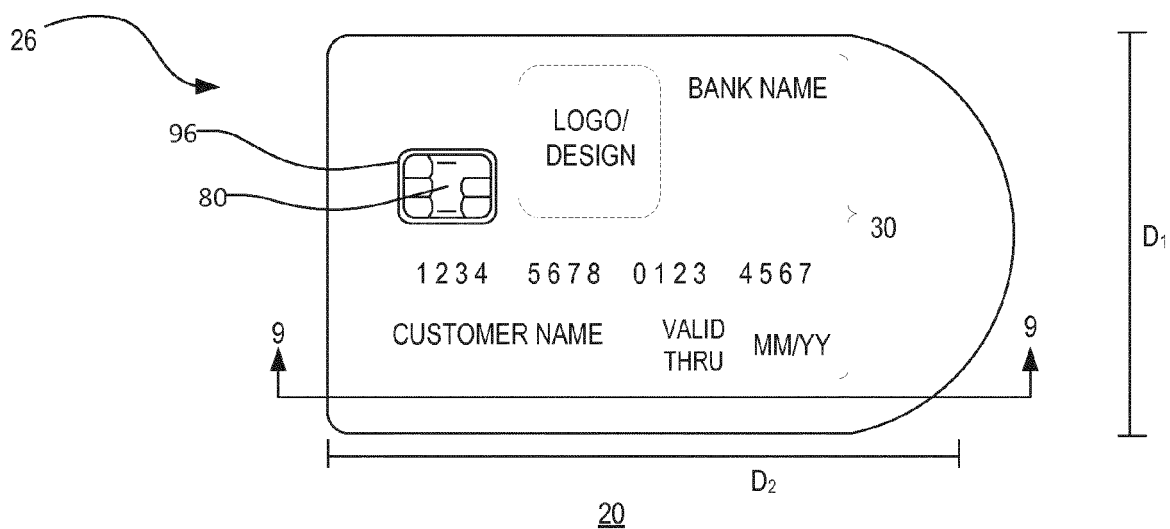 26
BANK NAME
LOGO/
DESIGN
96
80
30
D₁
1234 5678 0123 4567
9
CUSTOMER NAME
VALID
THRU
MM/YY
9
D₂
20